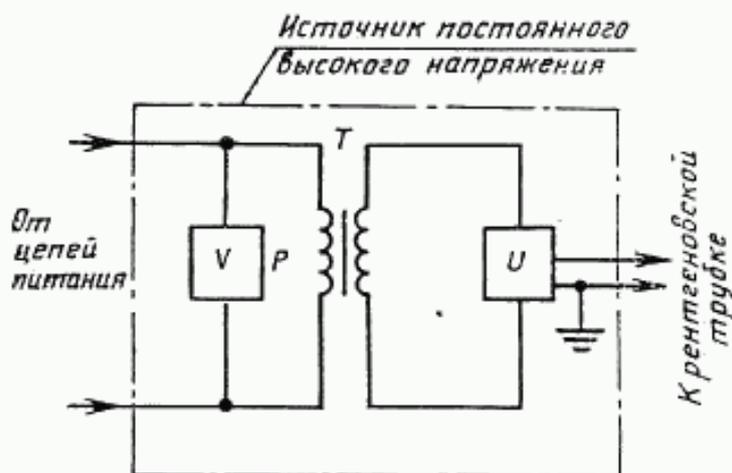 Источник постоянного
высокого напряжения
T
От
цепей
питания
V
P
U
К рентгеновской
трубке